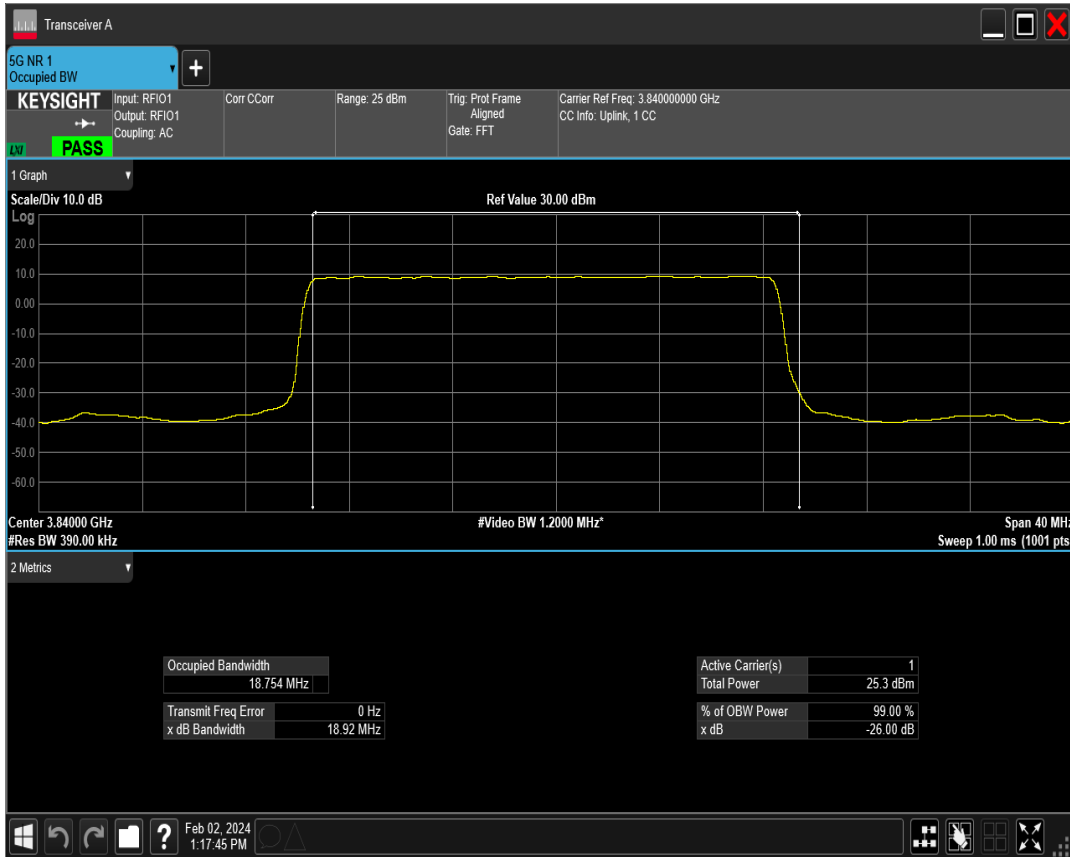 Transceiver A
5G NR 1
Occupied BW
+
KEYSIGHT
LXI
PASS
Input: RFIO1
Output: RFIO1
Coupling: AC
Corr CCorr
Range: 25 dBm
Trig: Prot Frame
Aligned
Gate: FFT
Carrier Ref Freq: 3.840000000 GHz
CC Info: Uplink, 1 CC
1 Graph
Scale/Div 10.0 dB
Ref Value 30.00 dBm
Log
20.0
10.0
0.00
-10.0
-20.0
-30.0
-40.0
-50.0
-60.0
Center 3.84000 GHz
#Video BW 1.2000 MHz*
Span 40 MHz
#Res BW 390.00 kHz
Sweep 1.00 ms (1001 pts
2 Metrics
Occupied Bandwidth
18.754 MHz
Transmit Freq Error 0 Hz
x dB Bandwidth 18.92 MHz
Active Carrier(s) 1
Total Power 25.3 dBm
% of OBW Power 99.00 %
x dB -26.00 dB
?
Feb 02, 2024
1:17:45 PM